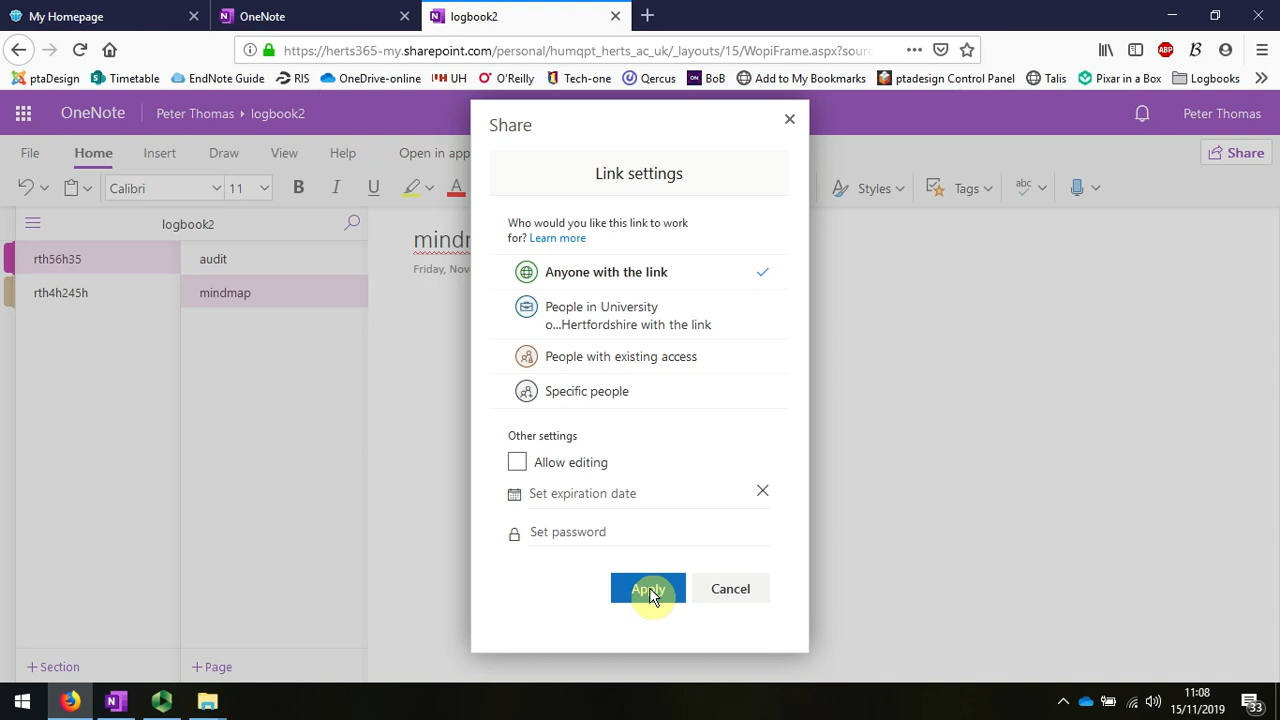 My Homepage
OneNote
logbook2
https://herts365-my.sharepoint.com/personal/humqpt_herts_ac_uk/_layouts/15/WopiFrame.aspx?sour
ptaDesign
Timetable
EndNote Guide
RIS
OneDrive-online
UH
O'Reilly
Tech-one
Qercus
BoB
Add to My Bookmarks
ptadesign Control Panel
Talis
Pixar in a Box
Logbooks
OneNote
Peter Thomas › logbook2
Peter Thomas
File
Home
Insert
Draw
View
Help
Open in app
Share
Calibri
11
B
I
U
A
Styles
Tags
abc
logbook2
rth56h35
rth4h245h
audit
mindmap
mindm
Friday, Nove
Share
Link settings
Who would you like this link to work
for? Learn more
Anyone with the link
People in University
o...Hertfordshire with the link
People with existing access
Specific people
Other settings
Allow editing
Set expiration date
Set password
Apply
Cancel
+ Section
+ Page
11:08
15/11/2019
33